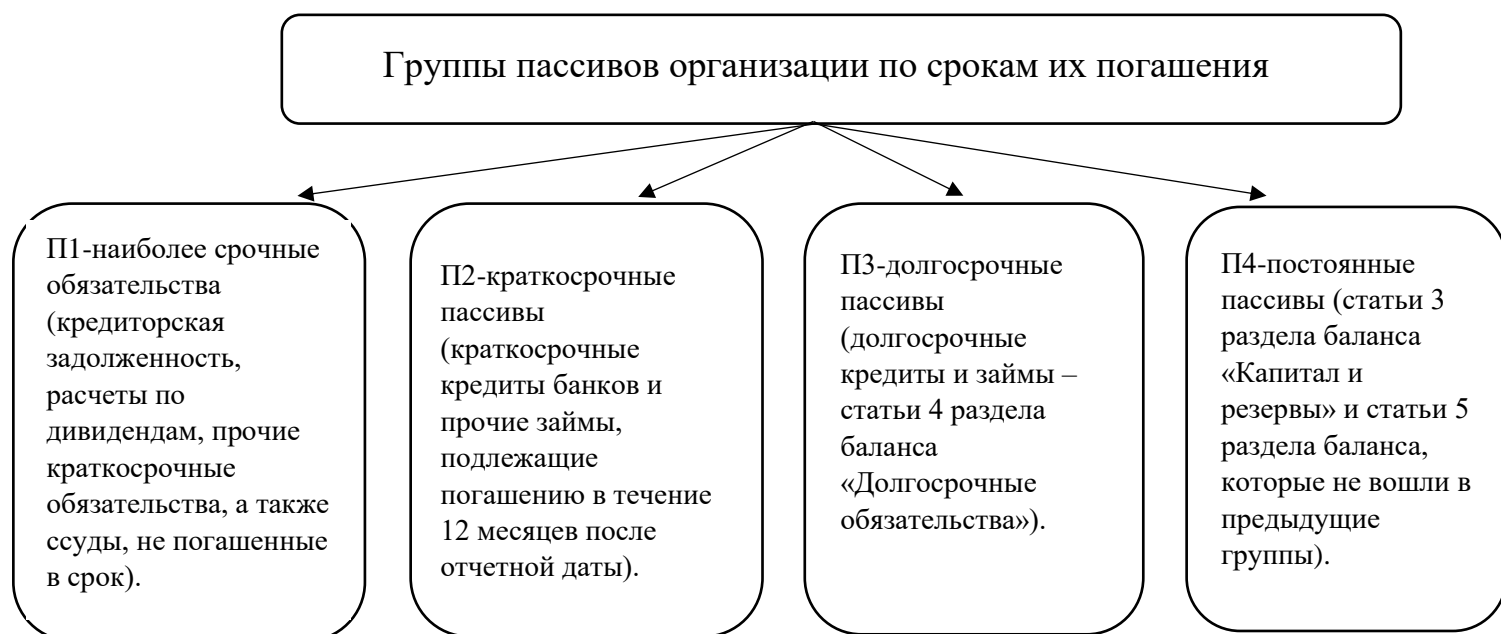 Группы пассивов организации по срокам их погашения
П1-наиболее срочные
обязательства
(кредиторская
задолженность,
расчеты по
дивидендам, прочие
краткосрочные
обязательства, а также
ссуды, не погашенные
в срок).
П2-краткосрочные
пассивы
(краткосрочные
кредиты банков и
прочие займы,
подлежащие
погашению в течение
12 месяцев после
отчетной даты).
П3-долгосрочные
пассивы
(долгосрочные
кредиты и займы –
статьи 4 раздела
баланса
«Долгосрочные
обязательства»).
П4-постоянные
пассивы (статьи 3
раздела баланса
«Капитал и
резервы» и статьи 5
раздела баланса,
которые не вошли в
предыдущие
группы).